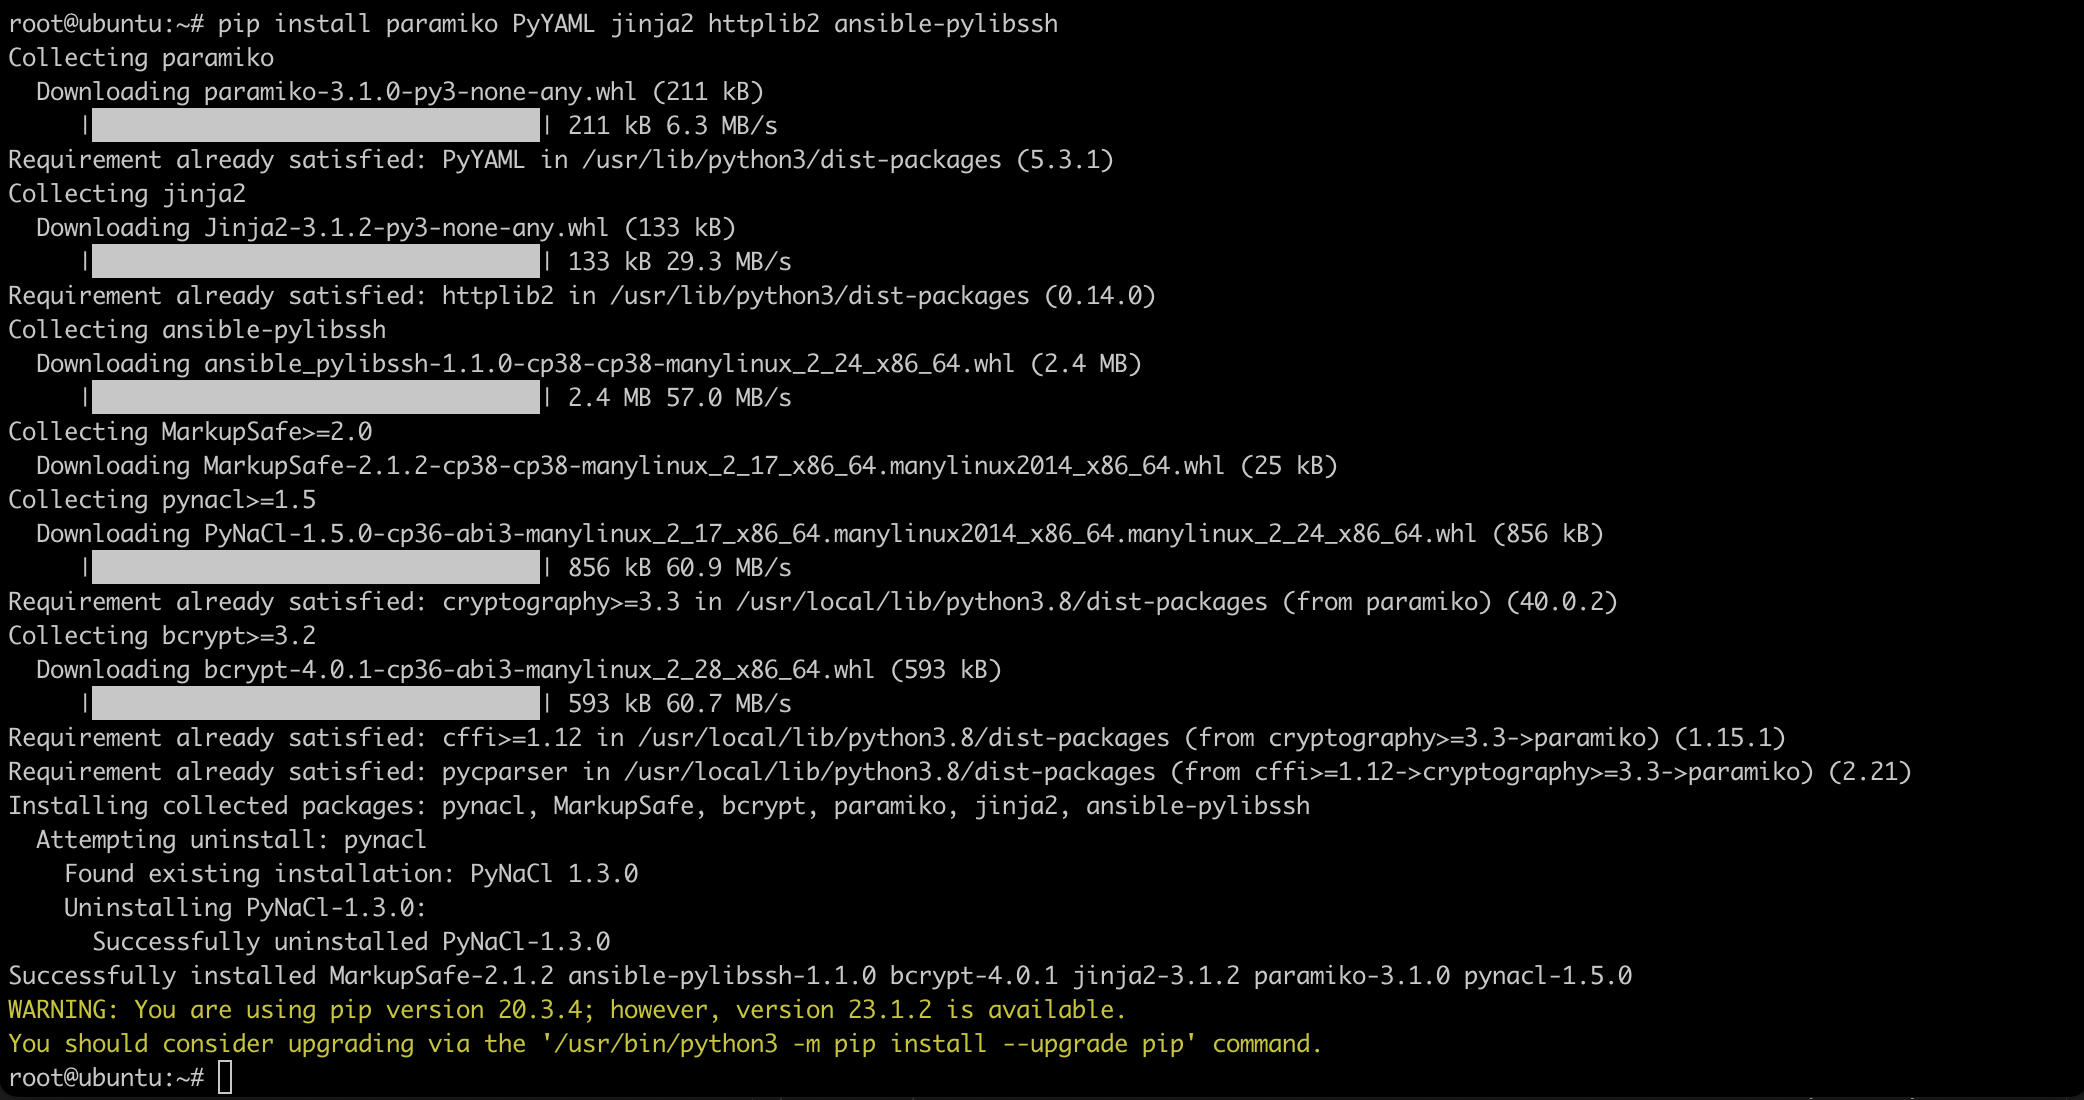 root@ubuntu:~# pip install paramiko PyYAML jinja2 httplib2 ansible-pylibssh
Collecting paramiko
  Downloading paramiko-3.1.0-py3-none-any.whl (211 kB)
     |████████████████████████████████| 211 kB 6.3 MB/s
Requirement already satisfied: PyYAML in /usr/lib/python3/dist-packages (5.3.1)
Collecting jinja2
  Downloading Jinja2-3.1.2-py3-none-any.whl (133 kB)
     |████████████████████████████████| 133 kB 29.3 MB/s
Requirement already satisfied: httplib2 in /usr/lib/python3/dist-packages (0.14.0)
Collecting ansible-pylibssh
  Downloading ansible_pylibssh-1.1.0-cp38-cp38-manylinux_2_24_x86_64.whl (2.4 MB)
     |████████████████████████████████| 2.4 MB 57.0 MB/s
Collecting MarkupSafe>=2.0
  Downloading MarkupSafe-2.1.2-cp38-cp38-manylinux_2_17_x86_64.manylinux2014_x86_64.whl (25 kB)
Collecting pynacl>=1.5
  Downloading PyNaCl-1.5.0-cp36-abi3-manylinux_2_17_x86_64.manylinux2014_x86_64.manylinux_2_24_x86_64.whl (856 kB)
     |████████████████████████████████| 856 kB 60.9 MB/s
Requirement already satisfied: cryptography>=3.3 in /usr/local/lib/python3.8/dist-packages (from paramiko) (40.0.2)
Collecting bcrypt>=3.2
  Downloading bcrypt-4.0.1-cp36-abi3-manylinux_2_28_x86_64.whl (593 kB)
     |████████████████████████████████| 593 kB 60.7 MB/s
Requirement already satisfied: cffi>=1.12 in /usr/local/lib/python3.8/dist-packages (from cryptography>=3.3->paramiko) (1.15.1)
Requirement already satisfied: pycparser in /usr/local/lib/python3.8/dist-packages (from cffi>=1.12->cryptography>=3.3->paramiko) (2.21)
Installing collected packages: pynacl, MarkupSafe, bcrypt, paramiko, jinja2, ansible-pylibssh
  Attempting uninstall: pynacl
    Found existing installation: PyNaCl 1.3.0
    Uninstalling PyNaCl-1.3.0:
      Successfully uninstalled PyNaCl-1.3.0
Successfully installed MarkupSafe-2.1.2 ansible-pylibssh-1.1.0 bcrypt-4.0.1 jinja2-3.1.2 paramiko-3.1.0 pynacl-1.5.0
WARNING: You are using pip version 20.3.4; however, version 23.1.2 is available.
You should consider upgrading via the '/usr/bin/python3 -m pip install --upgrade pip' command.
root@ubuntu:~#